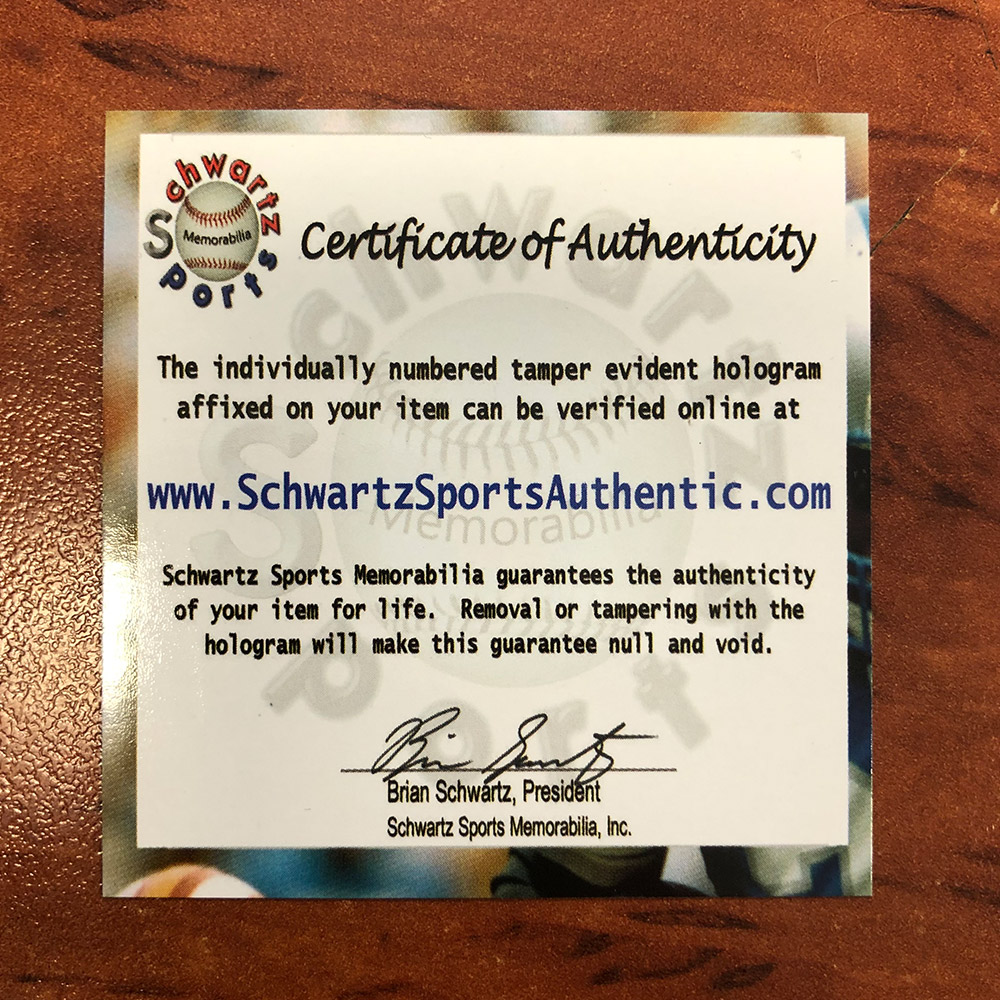 Schwartz
Sports
Memorabilia
Certificate of Authenticity
The individually numbered tamper evident hologram
affixed on your item can be verified online at
www.SchwartzSportsAuthentic.com
Schwartz Sports Memorabilia guarantees the authenticity
of your item for life. Removal or tampering with the
hologram will make this guarantee null and void.
Brian Schwartz
Brian Schwartz, President
Schwartz Sports Memorabilia, Inc.